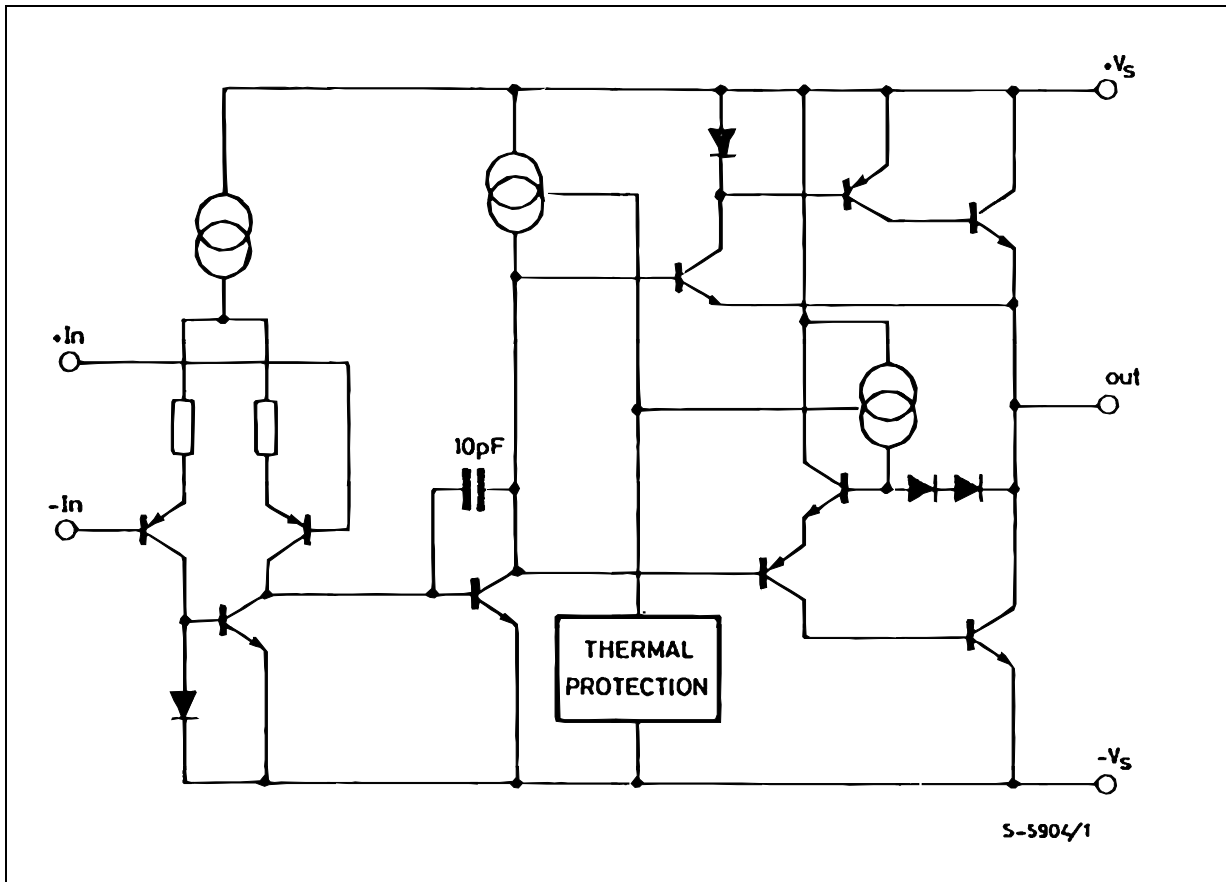 +Vs
+In
out
10pF
-In
THERMAL
PROTECTION
-Vs
S-5904/1